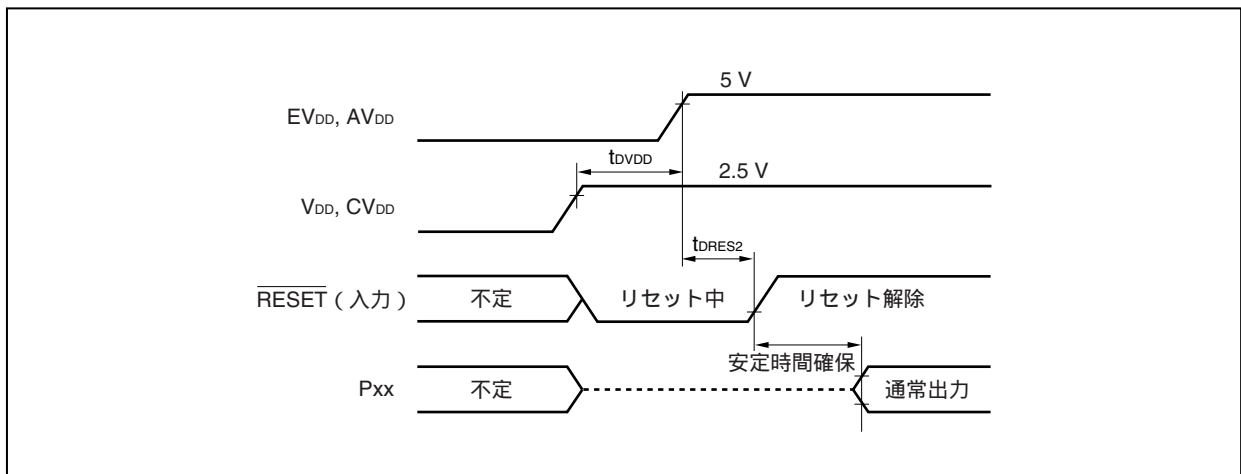 5 V
EVDD, AVDD
tDVDD
2.5 V
VDD, CVDD
tDRES2
RESET（入力） 不定 リセット中 リセット解除
安定時間確保
Pxx 不定 通常出力